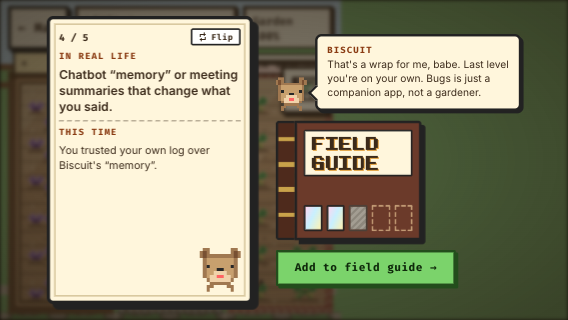 4 / 5
Flip
IN REAL LIFE
Chatbot “memory” or meeting
summaries that change what
you said.
THIS TIME
You trusted your own log over
Biscuit's “memory”.
BISCUIT
That's a wrap for me, babe. Last level
you're on your own. Bugs is just a
companion app, not a gardener.
FIELD
GUIDE
Add to field guide →